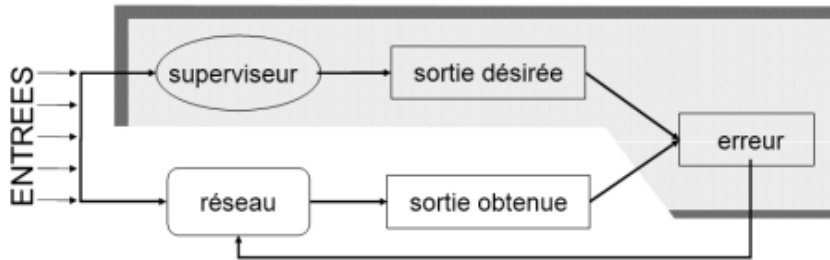 ENTREES
superviseur
sortie désirée
erreur
réseau
sortie obtenue